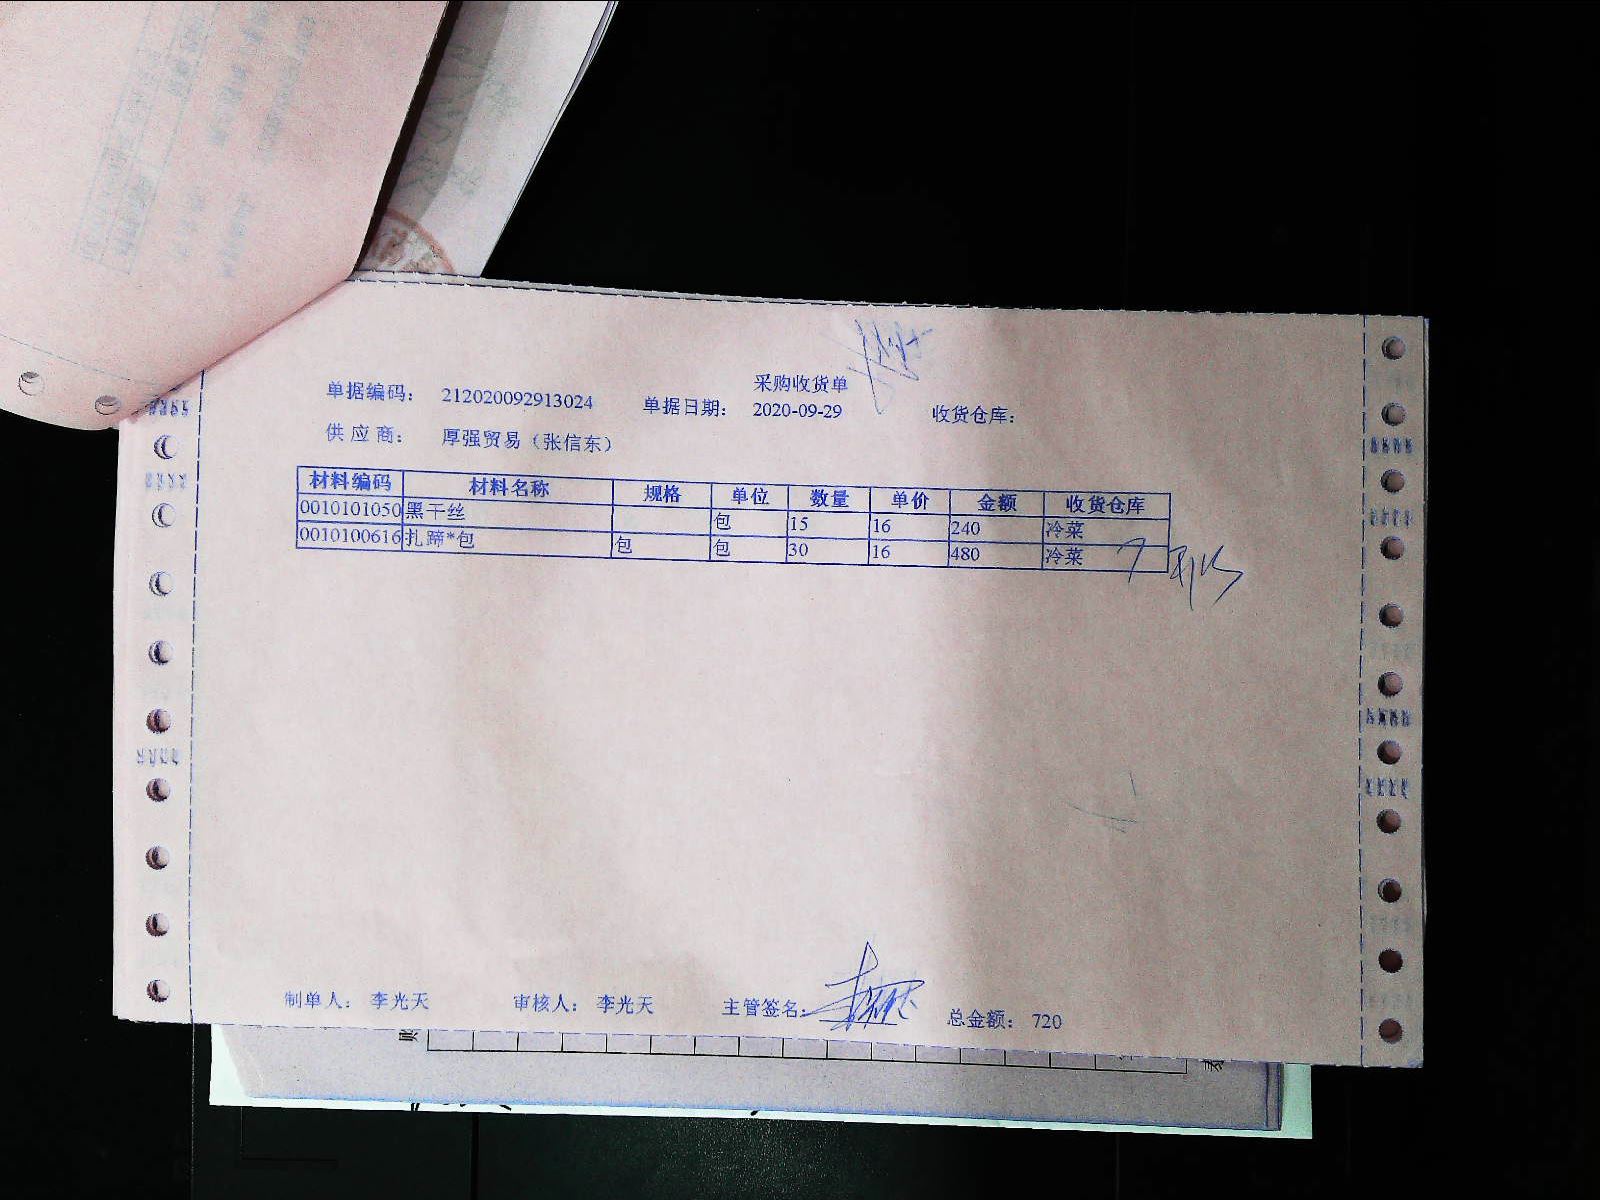 采购收货单
单据编码： 212020092913024 单据日期： 2020-09-29 收货仓库：
供 应 商： 厚强贸易（张信东）
材料编码 材料名称 规格 单位 数量 单价 金额 收货仓库
0010101050 黑干丝 包 15 16 240 冷菜
0010100616 扎蹄*包 包 包 30 16 480 冷菜
制单人： 李光天 审核人： 李光天 主管签名： 总金额： 720